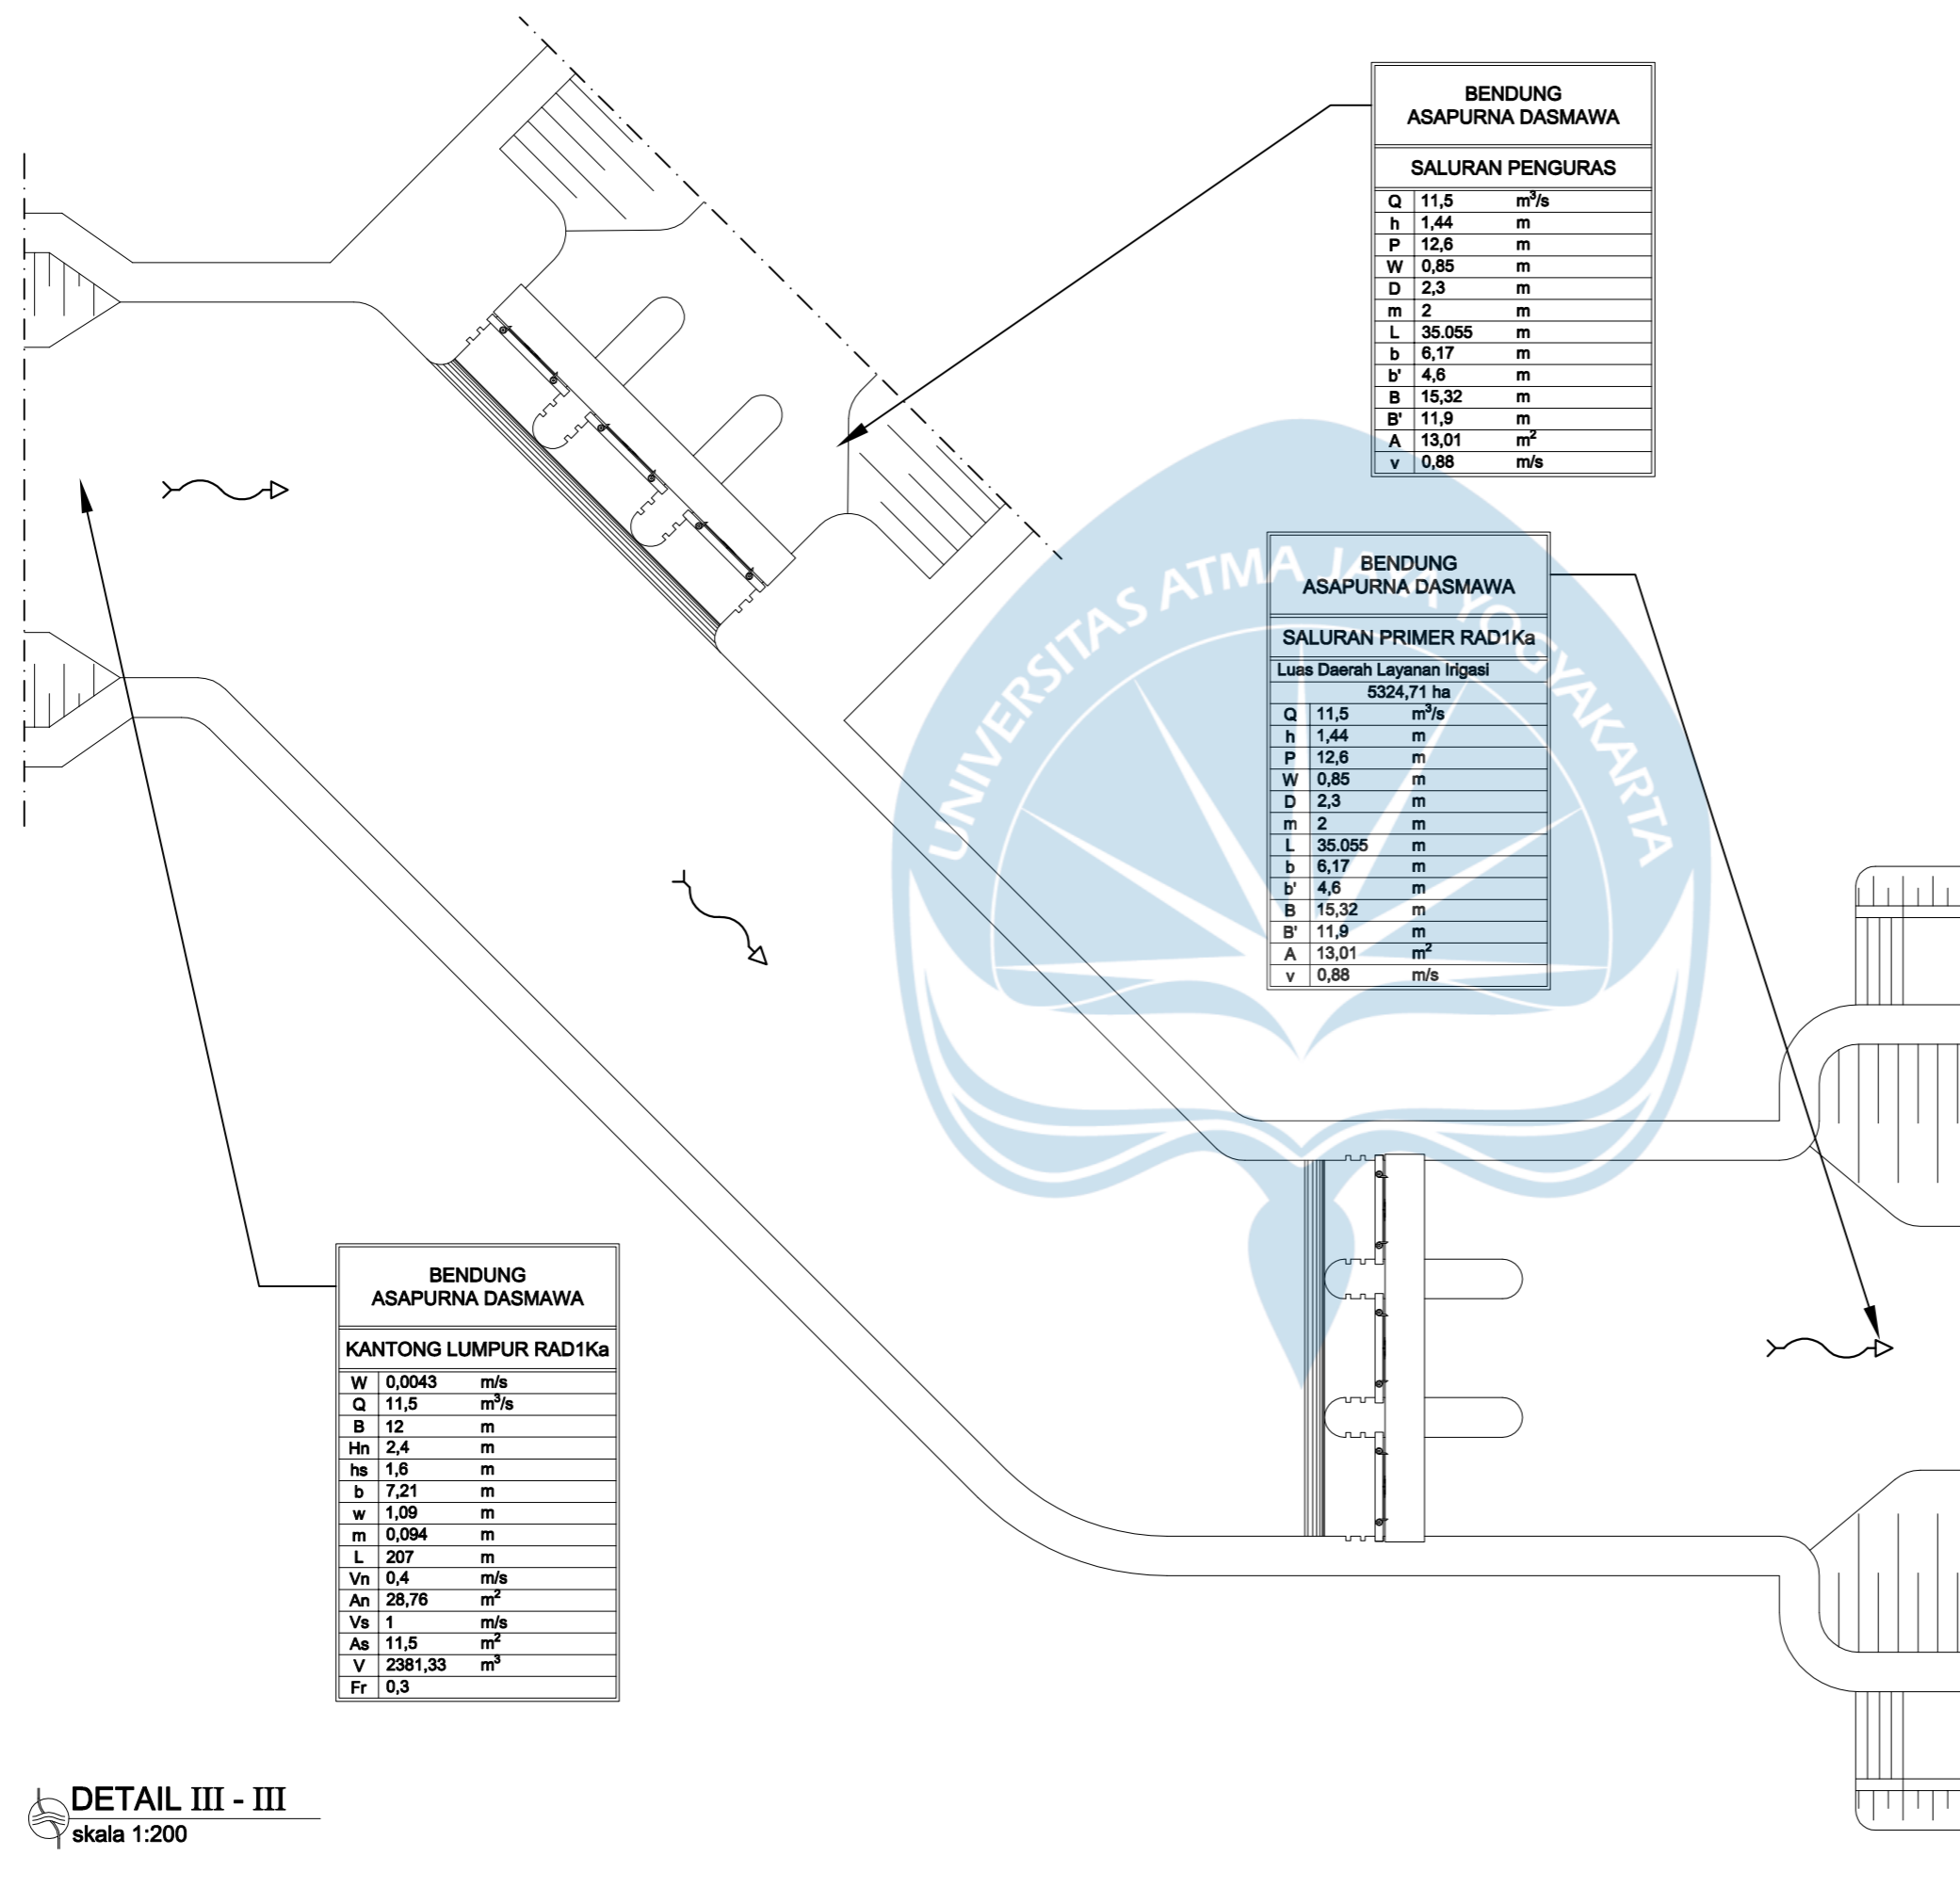 BENDUNG
ASAPURNA DASMAWA
SALURAN PENGURAS
Q 11,5 m³/s
h 1,44 m
P 12,6 m
W 0,85 m
D 2,3 m
m 2 m
L 35.055 m
b 6,17 m
b' 4,6 m
B 15,32 m
B' 11,9 m
A 13,01 m²
v 0,88 m/s
BENDUNG
ASAPURNA DASMAWA
SALURAN PRIMER RAD1Ka
Luas Daerah Layanan Irigasi
5324,71 ha
Q 11,5 m³/s
h 1,44 m
P 12,6 m
W 0,85 m
D 2,3 m
m 2 m
L 35.055 m
b 6,17 m
b' 4,6 m
B 15,32 m
B' 11,9 m
A 13,01 m²
v 0,88 m/s
UNIVERSITAS ATMA JAYA YOGYAKARTA
BENDUNG
ASAPURNA DASMAWA
KANTONG LUMPUR RAD1Ka
W 0,0043 m/s
Q 11,5 m³/s
B 12 m
Hn 2,4 m
hs 1,6 m
b 7,21 m
w 1,09 m
m 0,094 m
L 207 m
Vn 0,4 m/s
An 28,76 m²
Vs 1 m/s
As 11,5 m²
V 2381,33 m³
Fr 0,3
DETAIL III - III
skala 1:200